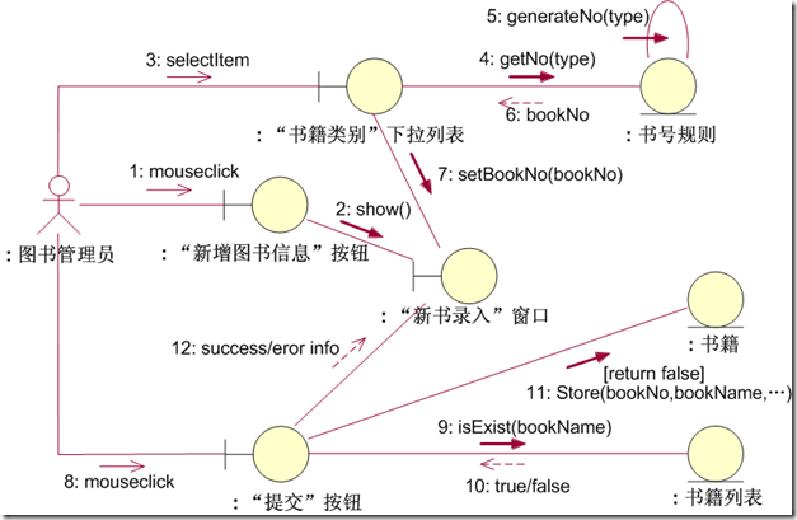 5: generateNo(type)
3: selectItem
4: getNo(type)
6: bookNo
：“书籍类别”下拉列表
：书号规则
1: mouseclick
7: setBookNo(bookNo)
2: show()
：图书管理员
：“新增图书信息”按钮
：“新书录入”窗口
12: success/eror info
：书籍
[return false]
11: Store(bookNo,bookName,…)
9: isExist(bookName)
8: mouseclick
10: true/false
：“提交”按钮
：书籍列表